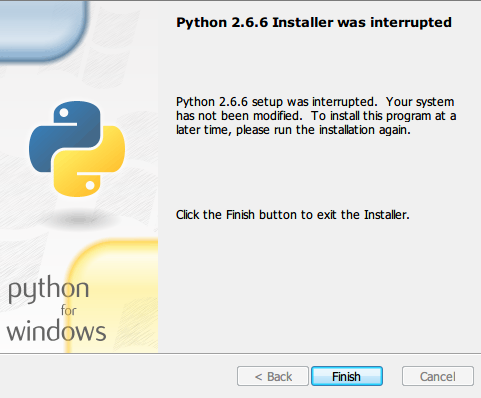 Python 2.6.6 Installer was interrupted
Python 2.6.6 setup was interrupted. Your system
has not been modified. To install this program at a
later time, please run the installation again.
Click the Finish button to exit the Installer.
python
for
windows
< Back
Finish
Cancel